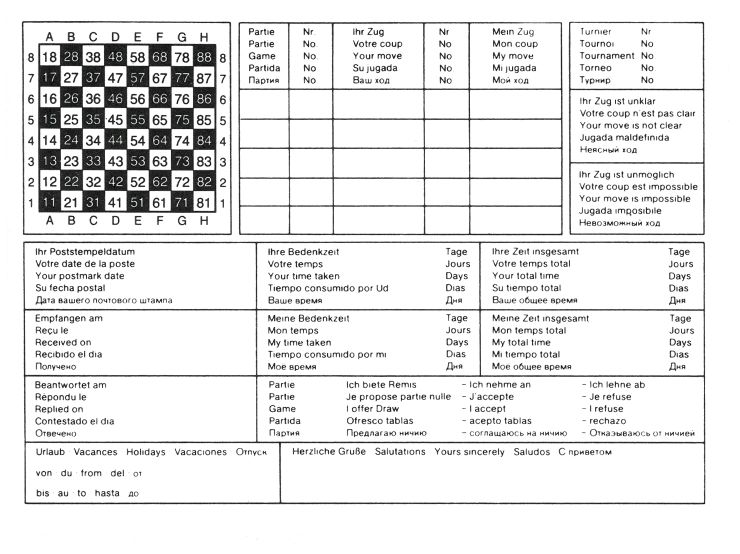 A B C D E F G H
8 18 28 38 48 58 68 78 88 8
7 17 27 37 47 57 67 77 87 7
6 16 26 36 46 56 66 76 86 6
5 15 25 35 45 55 65 75 85 5
4 14 24 34 44 54 64 74 84 4
3 13 23 33 43 53 63 73 83 3
2 12 22 32 42 52 62 72 82 2
1 11 21 31 41 51 61 71 81 1
A B C D E F G H
Partie Nr. Ihr Zug Nr Mein Zug
Partie No Votre coup No Mon coup
Game No. Your move No My move
Partida No. Su jugada No Mi jugada
Партия No. Ваш ход No Мой ход
Turnier Nr
Tournoi No
Tournament No
Torneo No
Турнир No
Ihr Zug ist unklar
Votre coup n'est pas clair
Your move is not clear
Jugada maldefinida
Неясный ход
Ihr Zug ist unmoglich
Votre coup est impossible
Your move is impossible
Jugada imposibile
Невозможный ход
Ihr Poststempeldatum
Votre date de la poste
Your postmark date
Su fecha postal
Дата вашего почтового штампа
Ihre Bedenkzeit Tage
Votre temps Jours
Your time taken Days
Tiempo consumido por Ud Dias
Ваше время Дня
Ihre Zeit insgesamt Tage
Votre temps total Jours
Your total time Days
Su tiempo total Dias
Ваше общее время Дня
Empfangen am
Reçu le
Received on
Recibido el dia
Получено
Meine Bedenkzeit Tage
Mon temps Jours
My time taken Days
Tiempo consumido por mi Dias
Мое время Дня
Meine Zeit insgesamt Tage
Mon temps total Jours
My total time Days
Mi tiempo total Dias
Мое общее время Дня
Beantwortet am
Répondu le
Replied on
Contestado el dia
Отвечено
Partie Ich biete Remis – Ich nehme an – Ich lehne ab
Partie Je propose partie nulle – J'accepte – Je refuse
Game I offer Draw – I accept – I refuse
Partida Ofresco tablas – acepto tablas – rechazo
Партия Предлагаю ничию – соглашаюсь на ничию – Отказываюсь от ничией
Urlaub Vacances Holidays Vacaciones Отпуск
von du from del от
bis au to hasta до
Herzliche Gruße Salutations Yours sincerely Saludos С приветом